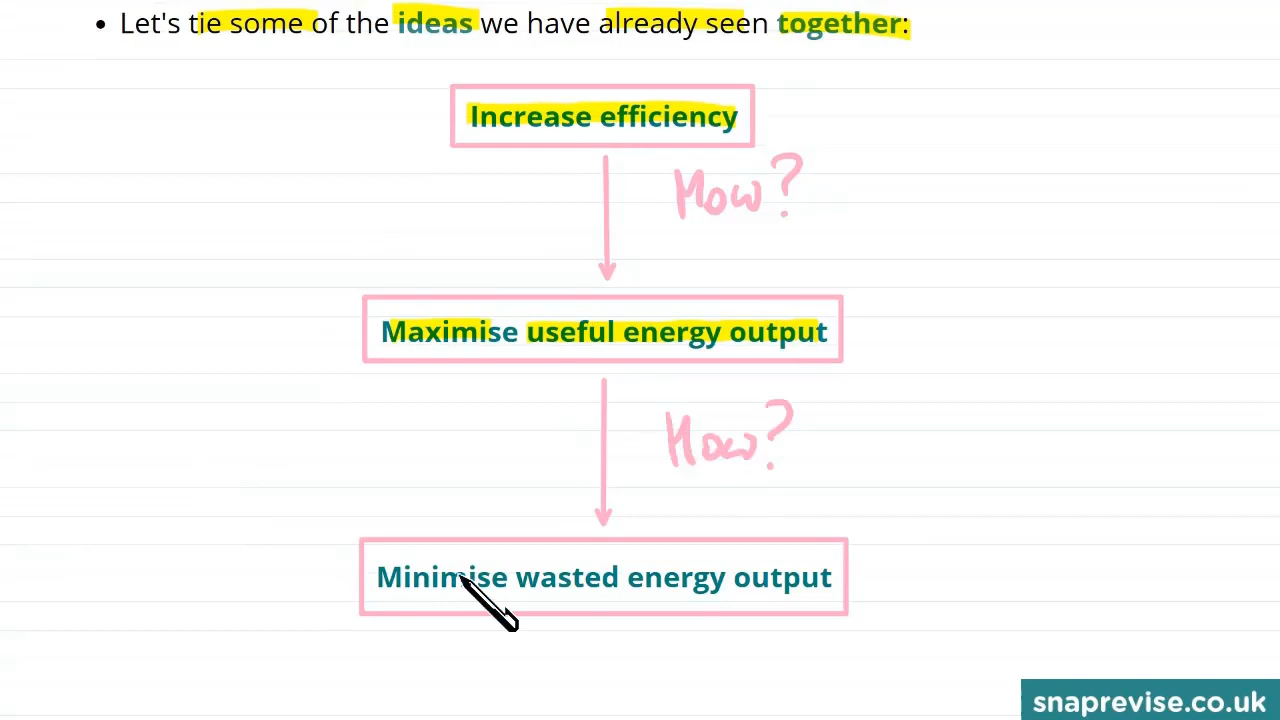 • Let's tie some of the ideas we have already seen together:
Increase efficiency
How?
Maximise useful energy output
How?
Minimise wasted energy output
snaprevise.co.uk